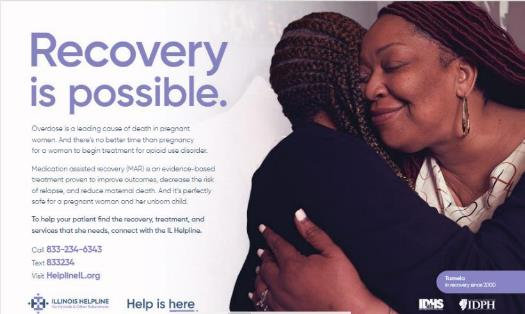 Recovery
is possible.
Overdose is a leading cause of death in pregnant
women. And there's no better time than pregnancy
for a woman to begin treatment for opioid use disorder.
Medication assisted recovery (MAR) is an evidence-based
treatment proven to improve outcomes, decrease the risk
of relapse, and reduce maternal death. And it's perfectly
safe for a pregnant woman and her unborn child.
To help your patient find the recovery, treatment, and
services that she needs, connect with the IL Helpline.
Call 833-234-6343
Text 833234
Visit HelplineIL.org
Tamela
in recovery since 2000
ILLINOIS HELPLINE
for Opioids & Other Substances
Help is here.
IDHS
IDPH